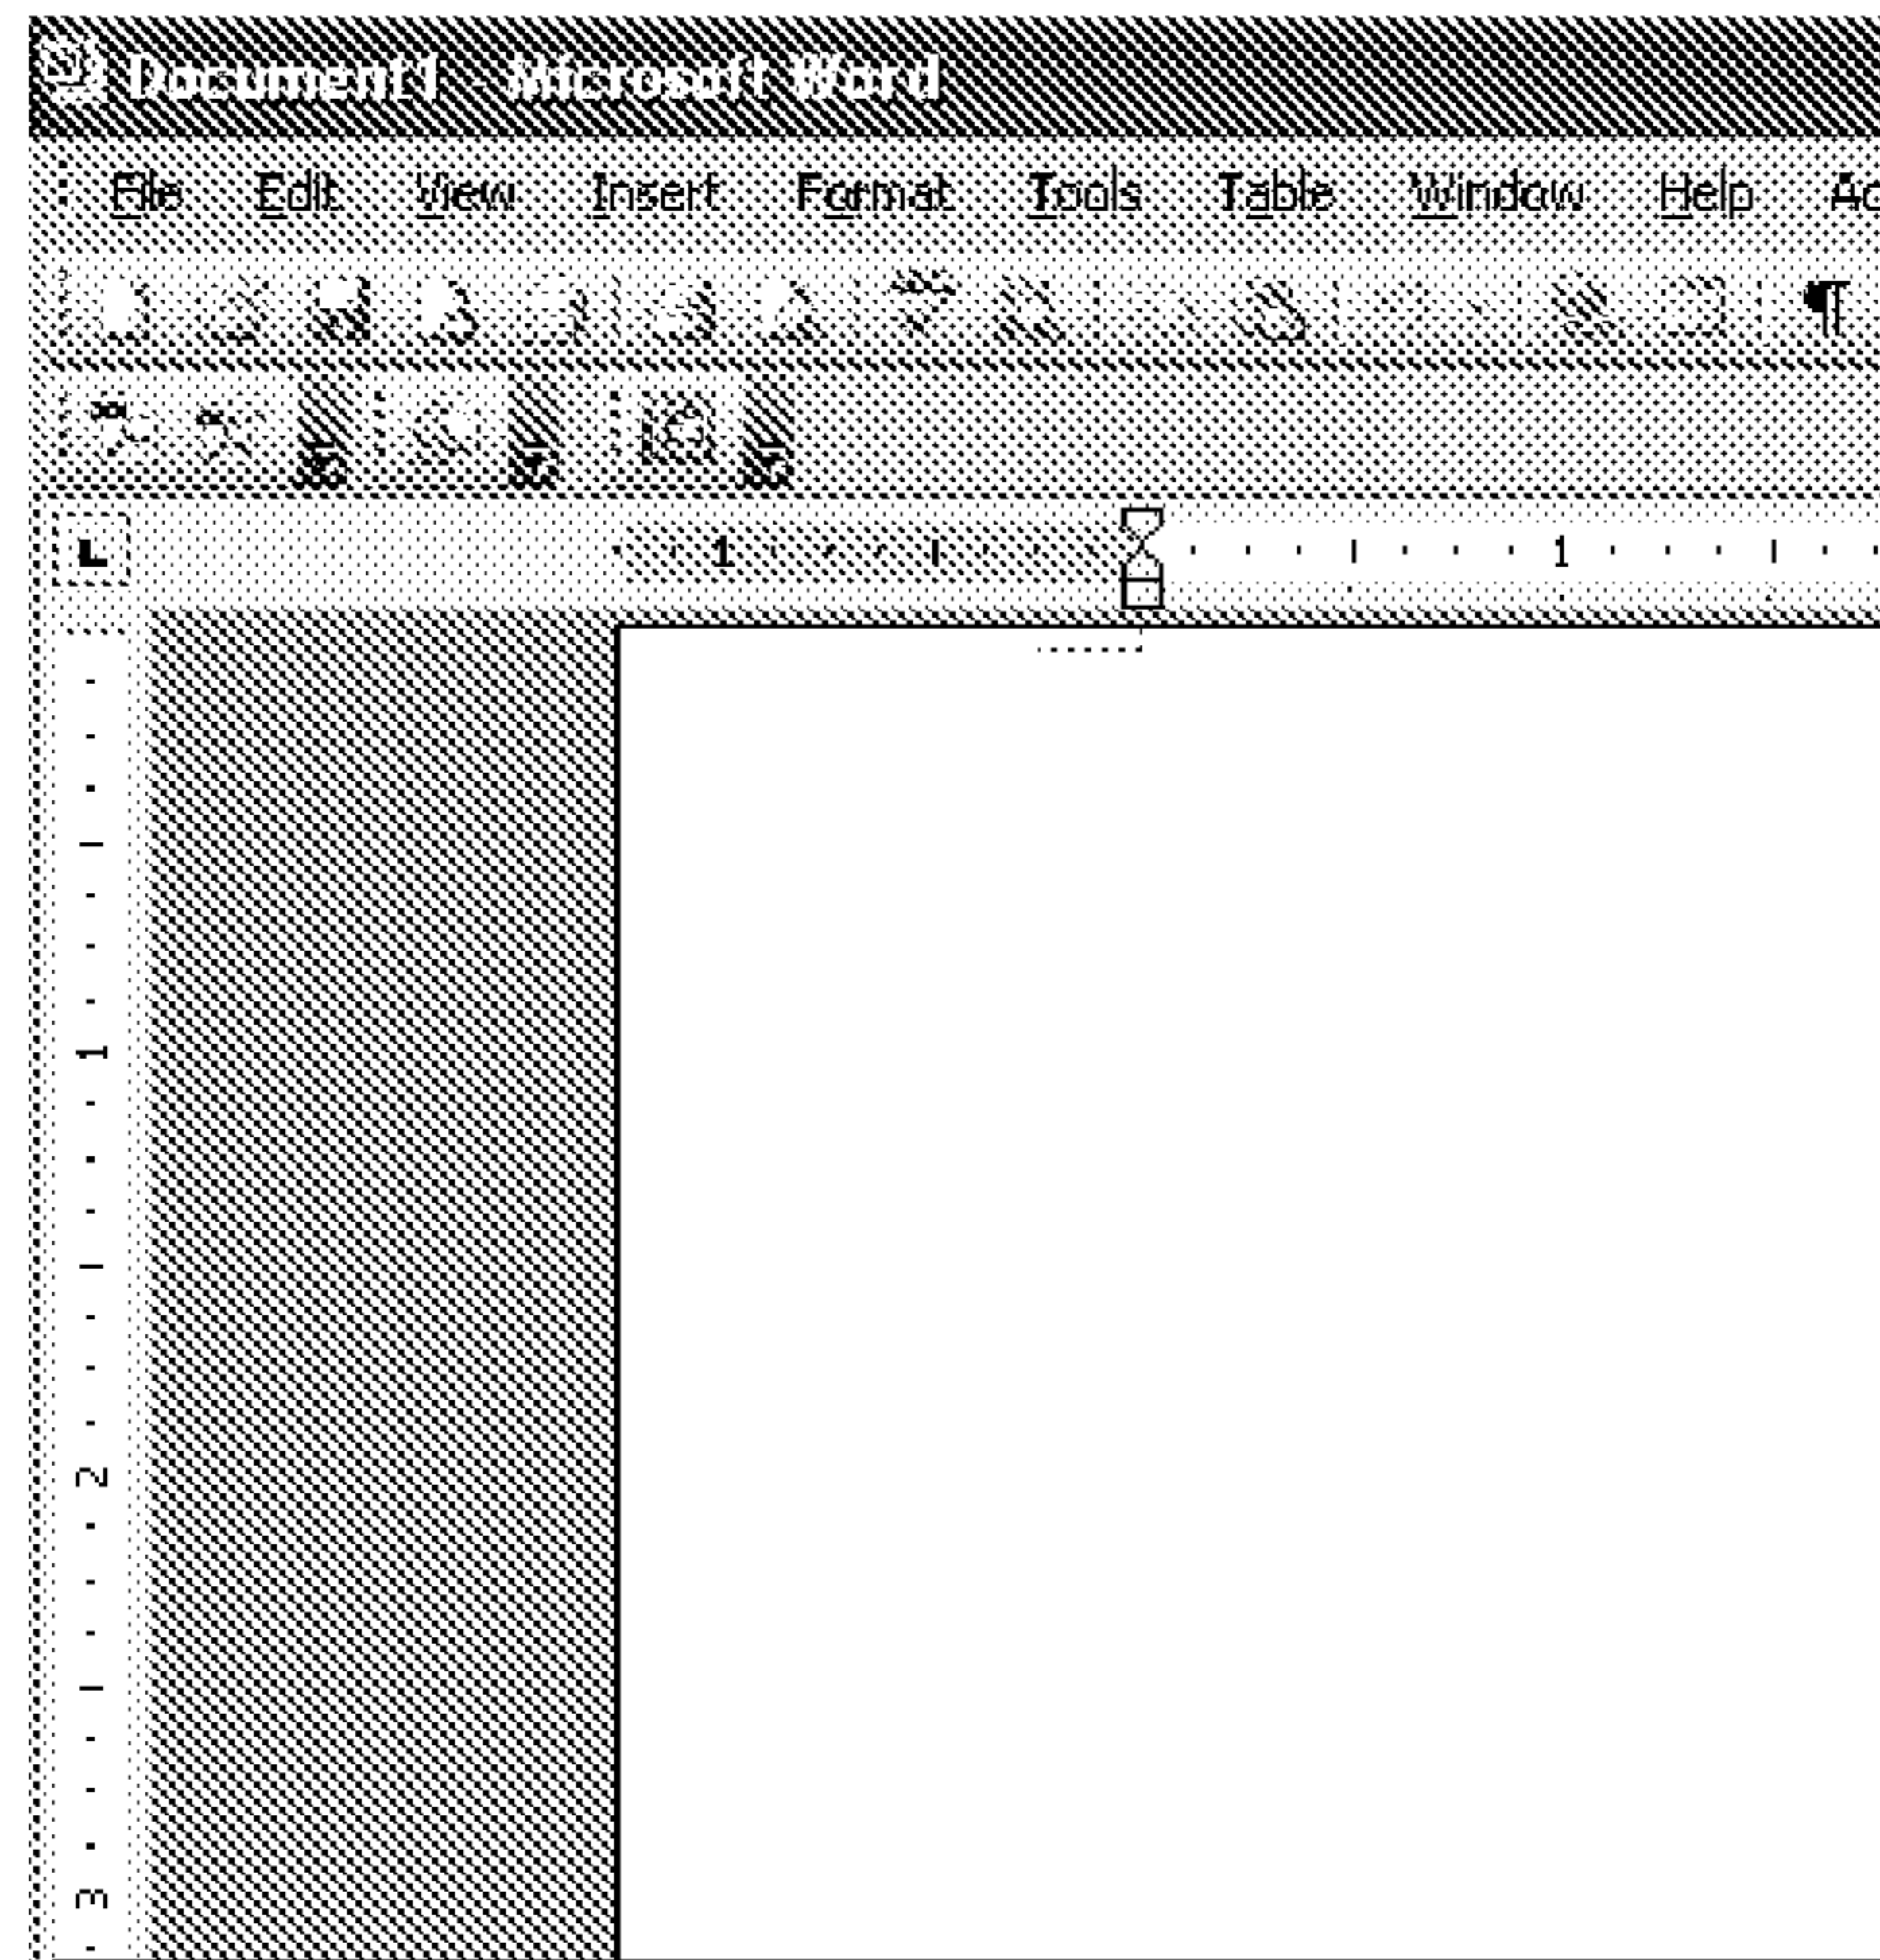 Document1 - Microsoft Word
File Edit View Insert Format Tools Table Window Help
¶
1 1
1
2
3